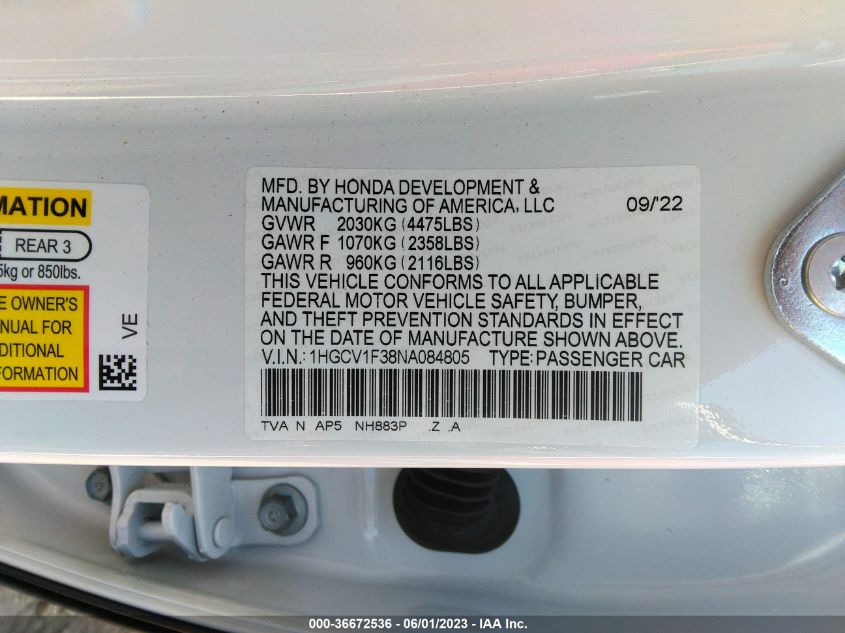 MATION
REAR 3
5kg or 850lbs.
E OWNER'S
NUAL FOR
DITIONAL
FORMATION
VE
MFD. BY HONDA DEVELOPMENT &
MANUFACTURING OF AMERICA, LLC 09/'22
GVWR 2030KG (4475LBS)
GAWR F 1070KG (2358LBS)
GAWR R 960KG (2116LBS)
THIS VEHICLE CONFORMS TO ALL APPLICABLE
FEDERAL MOTOR VEHICLE SAFETY, BUMPER,
AND THEFT PREVENTION STANDARDS IN EFFECT
ON THE DATE OF MANUFACTURE SHOWN ABOVE.
V.I.N.: 1HGCV1F38NA084805 TYPE: PASSENGER CAR
TVA N AP5 NH883P .Z .A
000-36672536 - 06/01/2023 - IAA Inc.